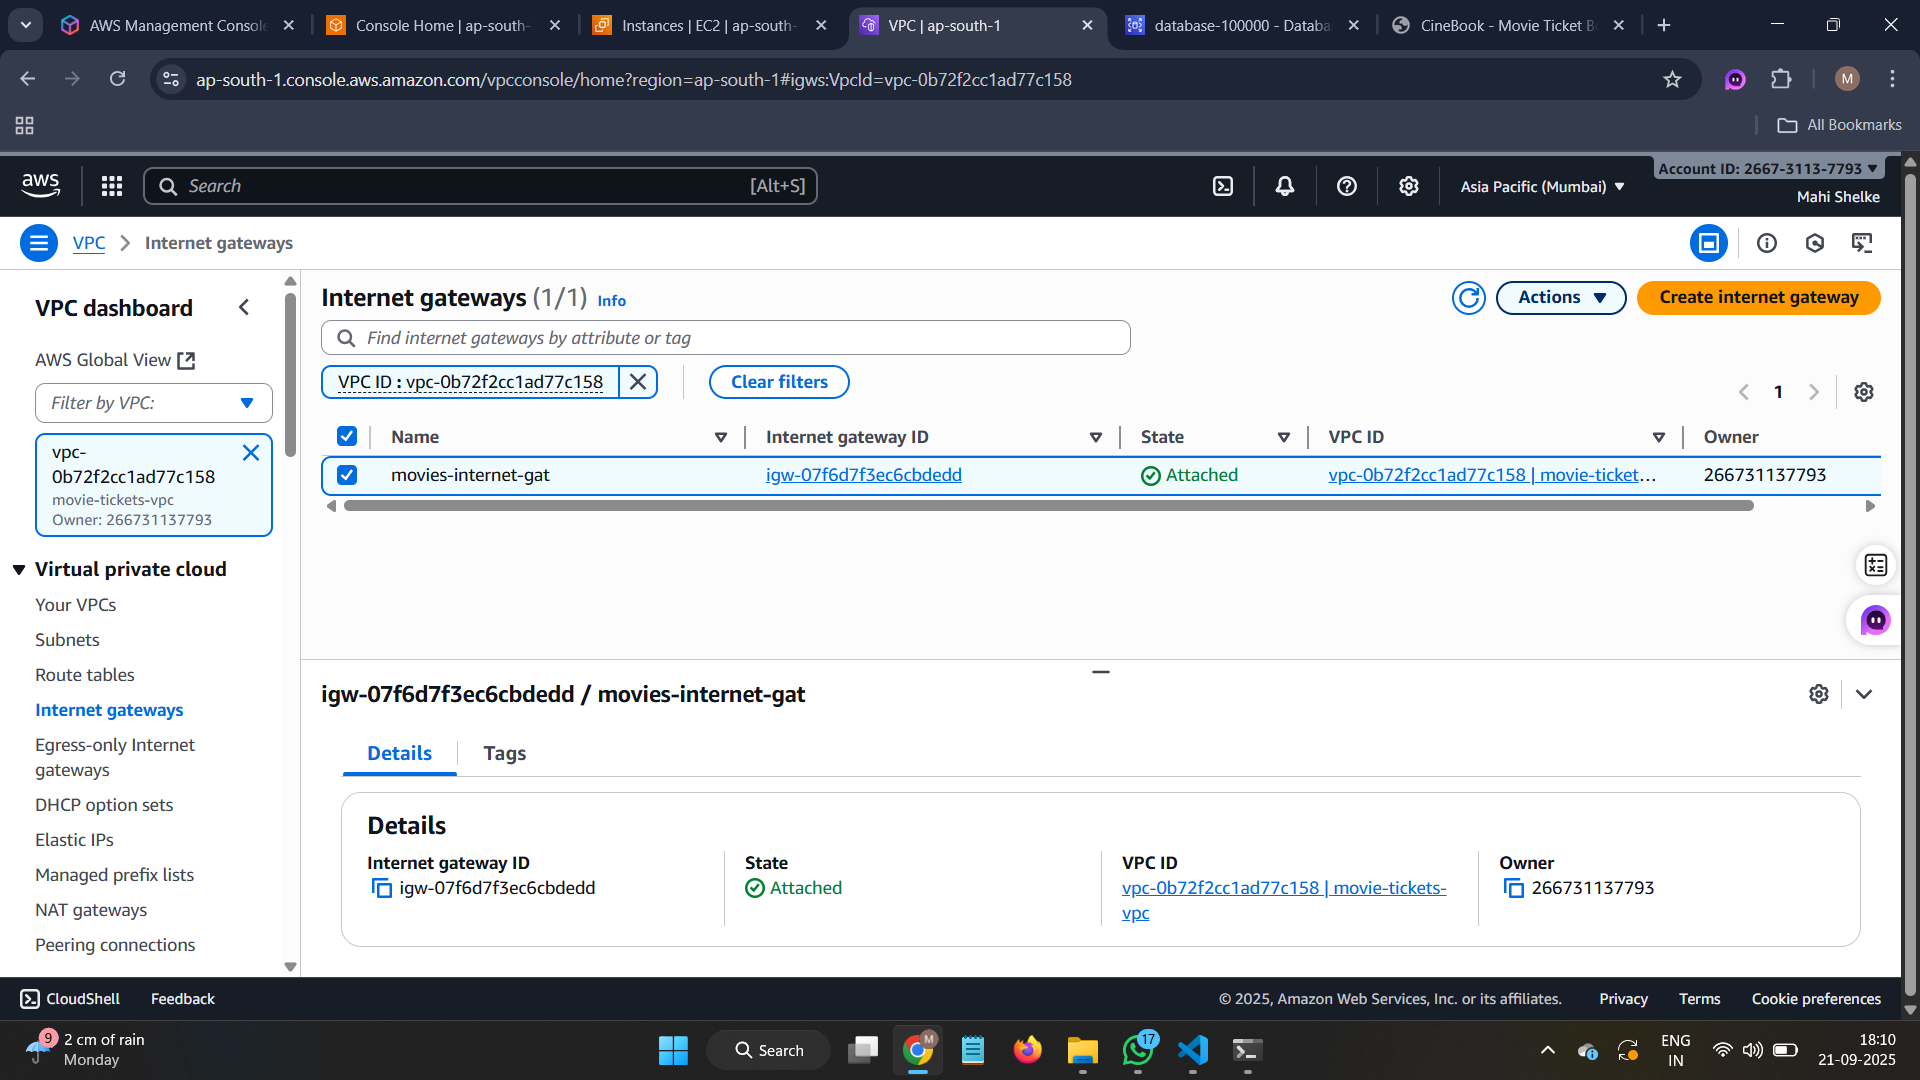 AWS Management Console
Console Home | ap-south-
Instances | EC2 | ap-south-
VPC | ap-south-1
database-100000 - Databa
CineBook - Movie Ticket B
ap-south-1.console.aws.amazon.com/vpcconsole/home?region=ap-south-1#igws:VpcId=vpc-0b72f2cc1ad77c158
M
All Bookmarks
aws
Search
[Alt+S]
Asia Pacific (Mumbai)
Account ID: 2667-3113-7793
Mahi Shelke
VPC
Internet gateways
VPC dashboard
AWS Global View
Filter by VPC:
vpc-
0b72f2cc1ad77c158
movie-tickets-vpc
Owner: 266731137793
Virtual private cloud
Your VPCs
Subnets
Route tables
Internet gateways
Egress-only Internet
gateways
DHCP option sets
Elastic IPs
Managed prefix lists
NAT gateways
Peering connections
Internet gateways (1/1) Info
Actions
Create internet gateway
Find internet gateways by attribute or tag
VPC ID : vpc-0b72f2cc1ad77c158
Clear filters
1
Name
Internet gateway ID
State
VPC ID
Owner
movies-internet-gat
igw-07f6d7f3ec6cbdedd
Attached
vpc-0b72f2cc1ad77c158 | movie-ticket...
266731137793
igw-07f6d7f3ec6cbdedd / movies-internet-gat
Details
Tags
Details
Internet gateway ID
igw-07f6d7f3ec6cbdedd
State
Attached
VPC ID
vpc-0b72f2cc1ad77c158 | movie-tickets-
vpc
Owner
266731137793
CloudShell
Feedback
© 2025, Amazon Web Services, Inc. or its affiliates.
Privacy
Terms
Cookie preferences
9
2 cm of rain
Monday
Search
M
17
ENG
IN
18:10
21-09-2025